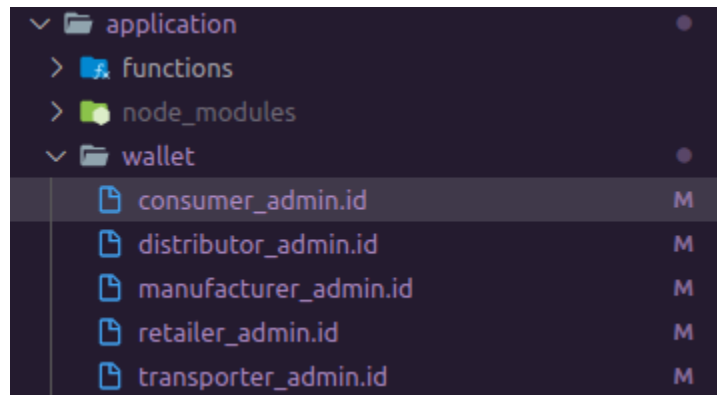 application
functions
node_modules
wallet
consumer_admin.id M
distributor_admin.id M
manufacturer_admin.id M
retailer_admin.id M
transporter_admin.id M